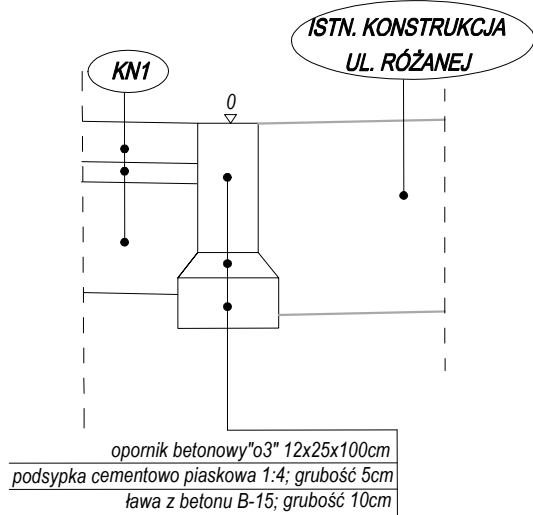 ISTN. KONSTRUKCJA
UL. RÓŻANEJ
KN1
0
opornik betonowy"o3" 12x25x100cm
podsypka cementowo piaskowa 1:4; grubość 5cm
ława z betonu B-15; grubość 10cm